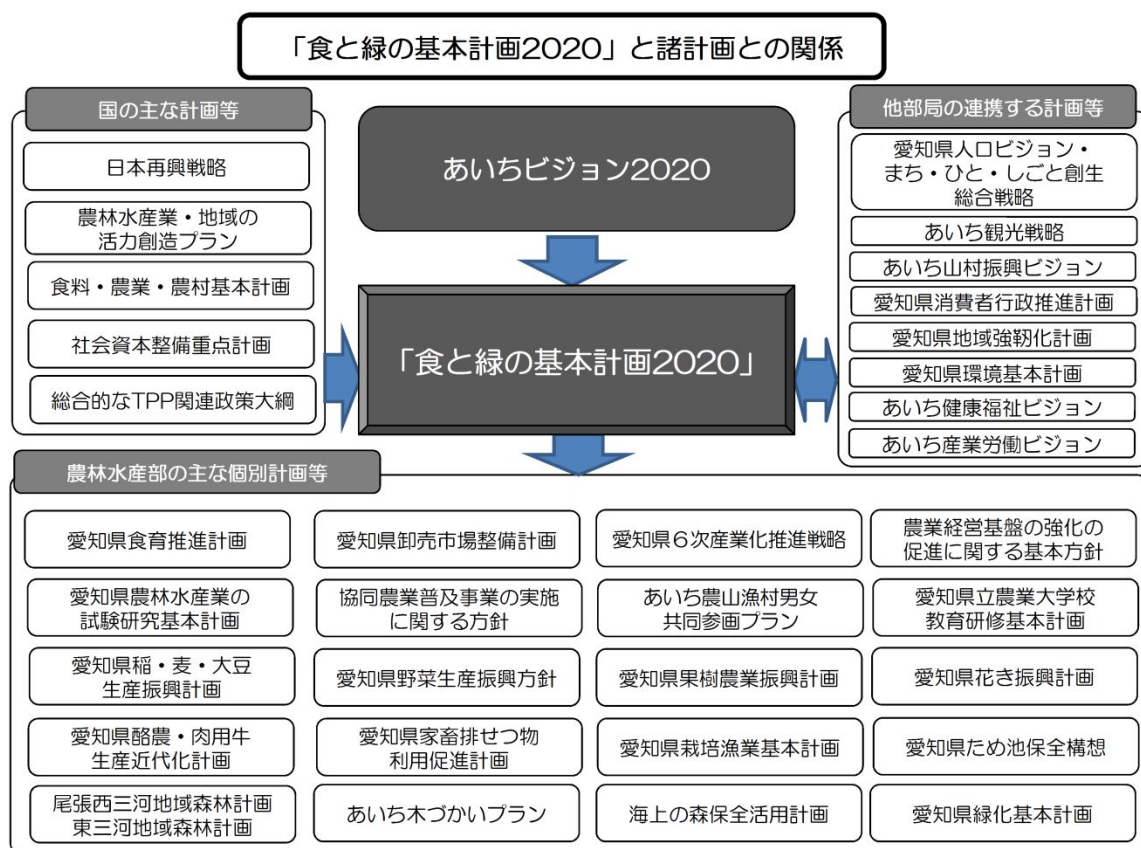 「食と緑の基本計画2020」と諸計画との関係
国の主な計画等
日本再興戦略
農林水産業・地域の
活力創造プラン
食料・農業・農村基本計画
社会資本整備重点計画
総合的なTPP関連政策大綱
あいちビジョン2020
「食と緑の基本計画2020」
他部局の連携する計画等
愛知県人口ビジョン・
まち・ひと・しごと創生
総合戦略
あいち観光戦略
あいち山村振興ビジョン
愛知県消費者行政推進計画
愛知県地域強靭化計画
愛知県環境基本計画
あいち健康福祉ビジョン
あいち産業労働ビジョン
農林水産部の主な個別計画等
愛知県食育推進計画
愛知県卸売市場整備計画
愛知県6次産業化推進戦略
農業経営基盤の強化の
促進に関する基本方針
愛知県農林水産業の
試験研究基本計画
協同農業普及事業の実施
に関する方針
あいち農山漁村男女
共同参画プラン
愛知県立農業大学校
教育研修基本計画
愛知県稲・麦・大豆
生産振興計画
愛知県野菜生産振興方針
愛知県果樹農業振興計画
愛知県花き振興計画
愛知県酪農・肉用牛
生産近代化計画
愛知県家畜排せつ物
利用促進計画
愛知県栽培漁業基本計画
愛知県ため池保全構想
尾張西三河地域森林計画
東三河地域森林計画
あいち木づかいプラン
海上の森保全活用計画
愛知県緑化基本計画